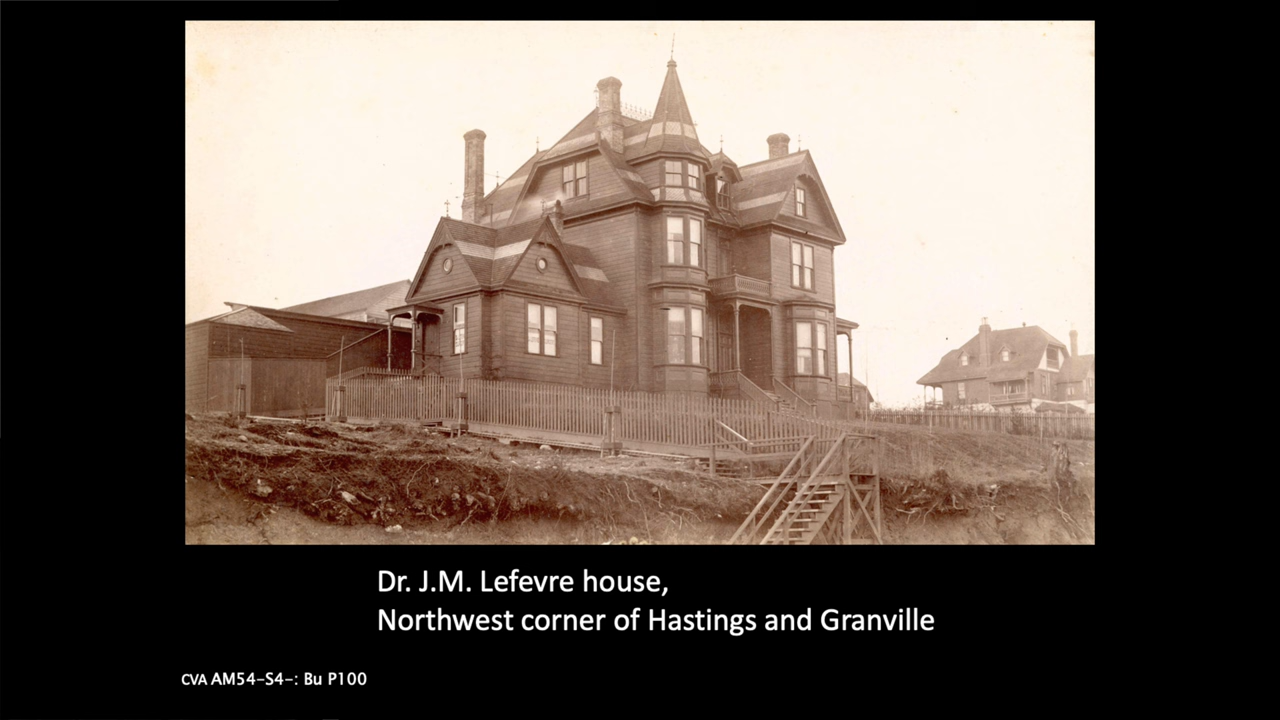 Dr. J.M. Lefevre house,
Northwest corner of Hastings and Granville
CVA AM54-S4-: Bu P100